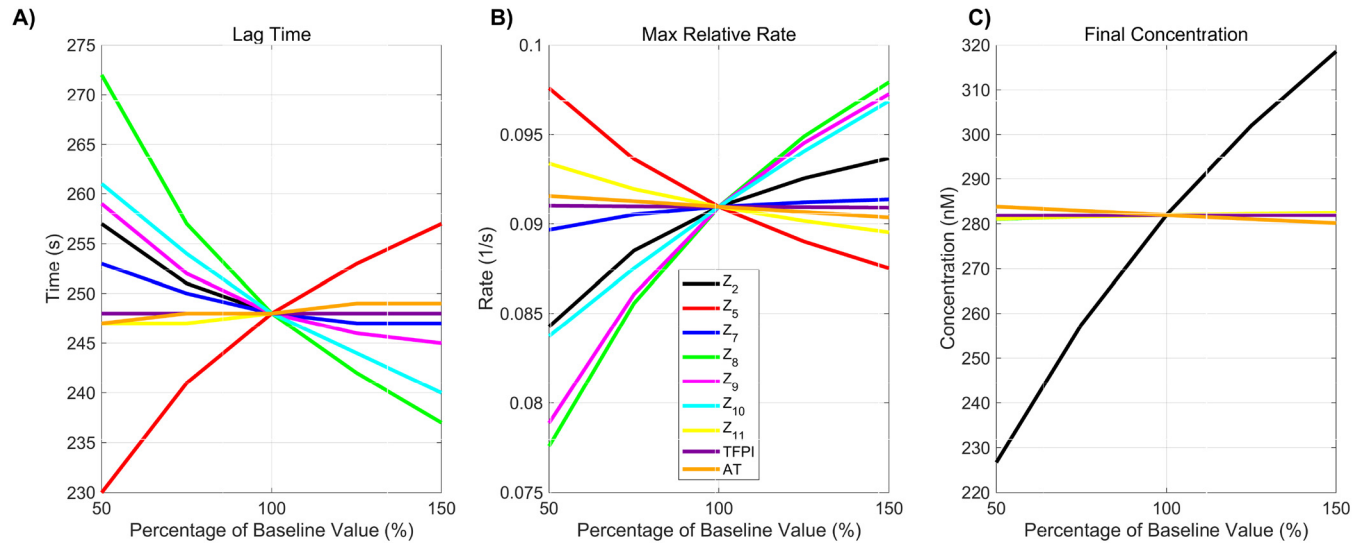 A)
Lag Time
275
270
265
260
255
250
245
240
235
230
Time (s)
50
100
150
Percentage of Baseline Value (%)
B)
Max Relative Rate
0.1
0.095
0.09
0.085
0.08
0.075
Rate (1/s)
Z2
Z5
Z7
Z8
Z9
Z10
Z11
TFPI
AT
50
100
150
Percentage of Baseline Value (%)
C)
Final Concentration
320
310
300
290
280
270
260
250
240
230
220
Concentration (nM)
50
100
150
Percentage of Baseline Value (%)